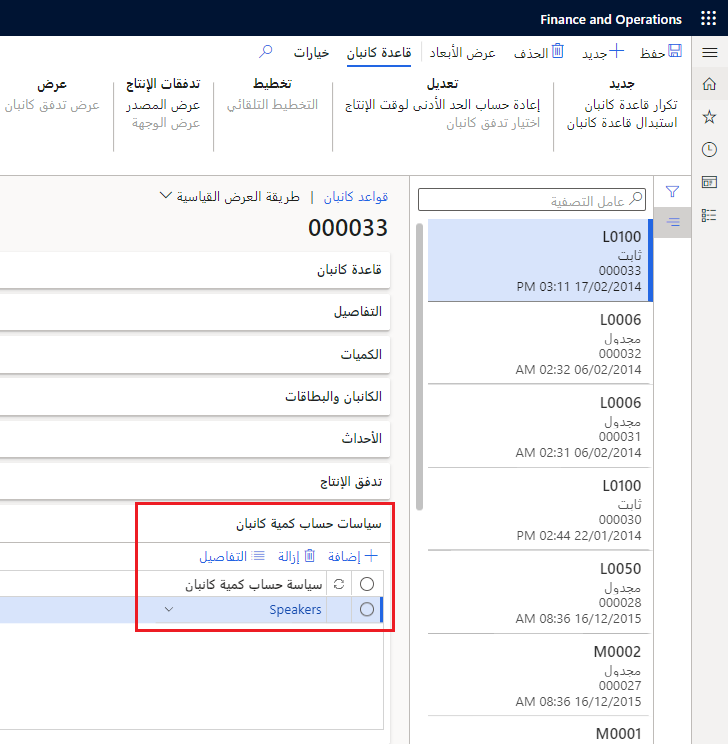 Finance and Operations
حفظ
جديد
الحذف
عرض الأبعاد
قاعدة كانبان
خيارات
جديد
تكرار قاعدة كانبان
استبدال قاعدة كانبان
تعديل
إعادة حساب الحد الأدنى لوقت الإنتاج
اختيار تدفق كانبان
تخطيط
التخطيط التلقائي
تدفقات الإنتاج
عرض المصدر
عرض الوجهة
عرض
عرض تدفق كانبان
عامل التصفية
L0100
ثابت
000033
17/02/2014 03:11 PM
L0006
مجدول
000032
06/02/2014 02:32 AM
L0006
مجدول
000031
06/02/2014 02:31 AM
L0100
ثابت
000030
22/01/2014 02:44 PM
L0050
مجدول
000028
16/12/2015 08:36 AM
M0002
مجدول
000027
16/12/2015 08:36 AM
M0001
قواعد كانبان | طريقة العرض القياسية
000033
قاعدة كانبان
التفاصيل
الكميات
الكانبان والبطاقات
الأحداث
تدفق الإنتاج
سياسات حساب كمية كانبان
إضافة
إزالة
التفاصيل
سياسة حساب كمية كانبان
Speakers